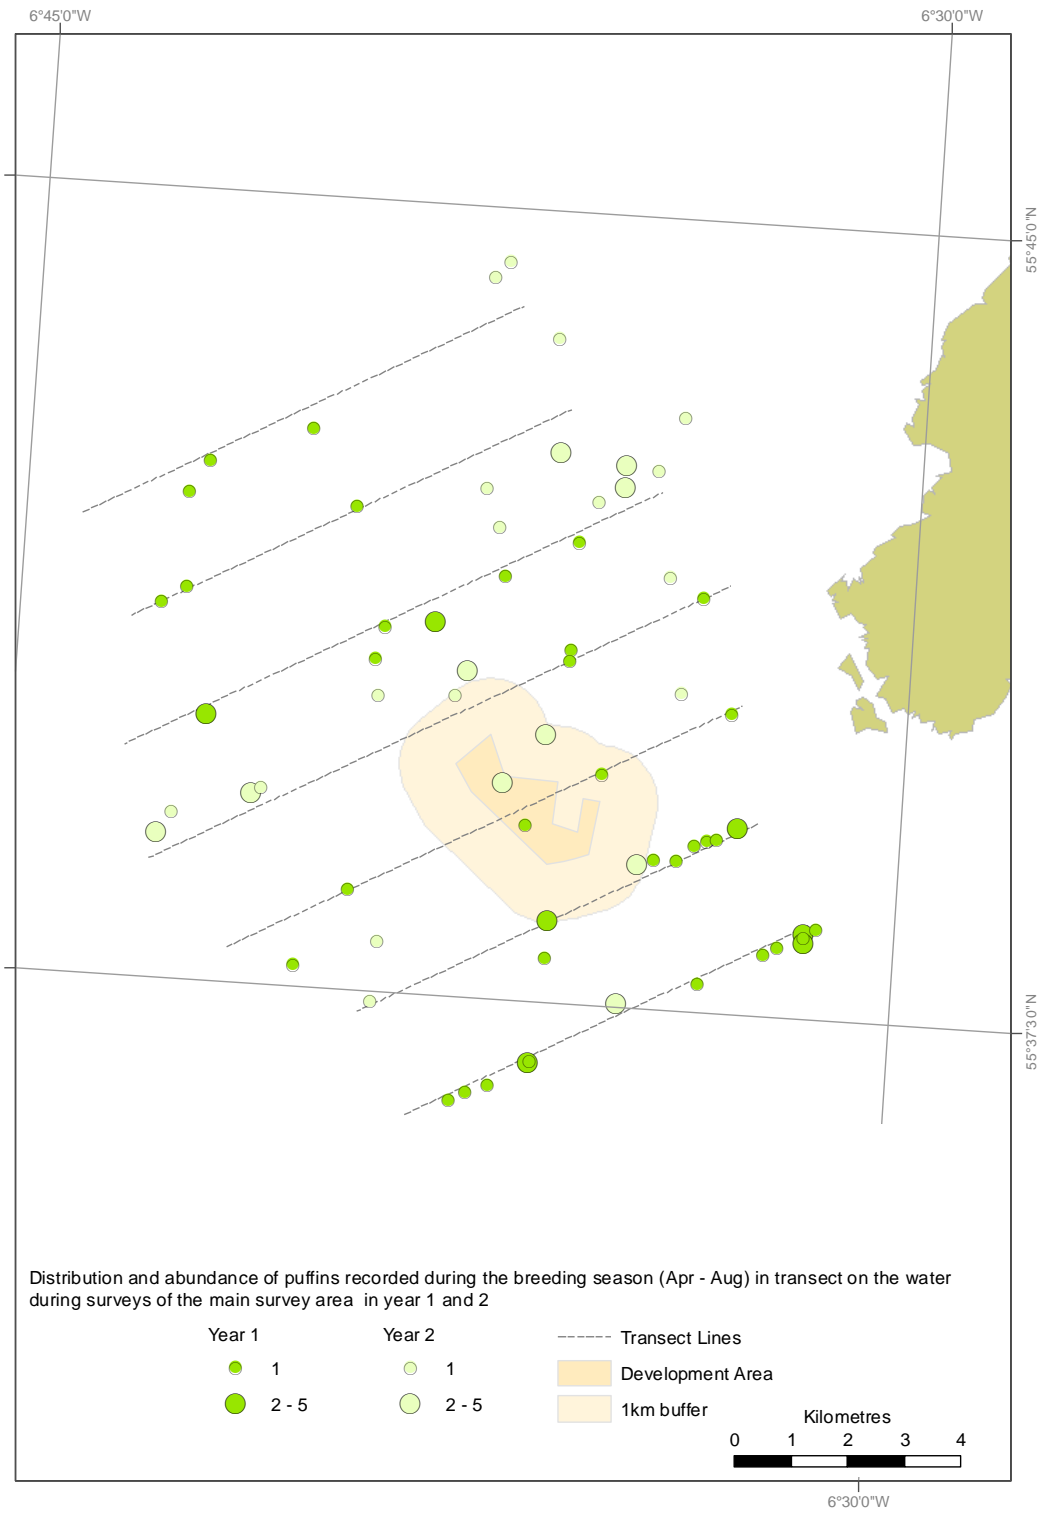 6°45'0"W
6°30'0"W
55°45'0"N
55°37'30"N
Distribution and abundance of puffins recorded during the breeding season (Apr - Aug) in transect on the water
during surveys of the main survey area in year 1 and 2
Year 1
Year 2
1
1
2 - 5
2 - 5
Transect Lines
Development Area
1km buffer
Kilometres
0 1 2 3 4
6°30'0"W